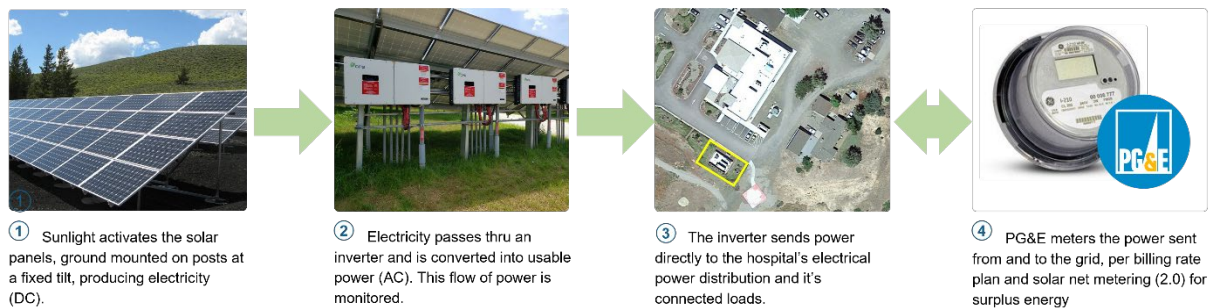 ① Sunlight activates the solar
panels, ground mounted on posts at
a fixed tilt, producing electricity
(DC).
② Electricity passes thru an
inverter and is converted into usable
power (AC). This flow of power is
monitored.
③ The inverter sends power
directly to the hospital's electrical
power distribution and it's
connected loads.
④ PG&E meters the power sent
from and to the grid, per billing rate
plan and solar net metering (2.0) for
surplus energy
①
I-210
PG&E